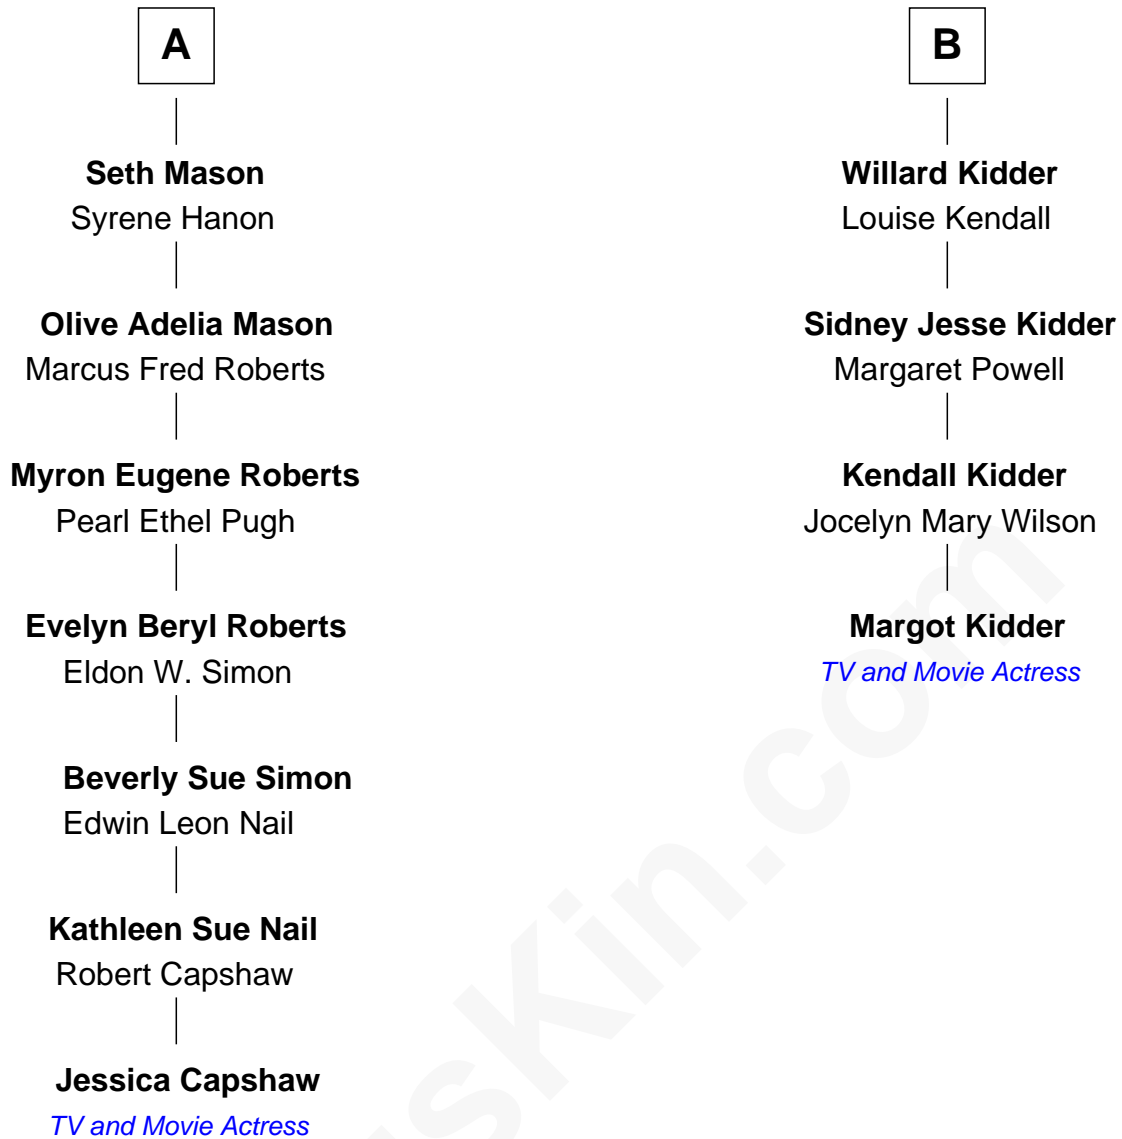 A
Seth Mason
Syrene Hanon
Olive Adelia Mason
Marcus Fred Roberts
Myron Eugene Roberts
Pearl Ethel Pugh
Evelyn Beryl Roberts
Eldon W. Simon
Beverly Sue Simon
Edwin Leon Nail
Kathleen Sue Nail
Robert Capshaw
Jessica Capshaw
TV and Movie Actress
B
Willard Kidder
Louise Kendall
Sidney Jesse Kidder
Margaret Powell
Kendall Kidder
Jocelyn Mary Wilson
Margot Kidder
TV and Movie Actress